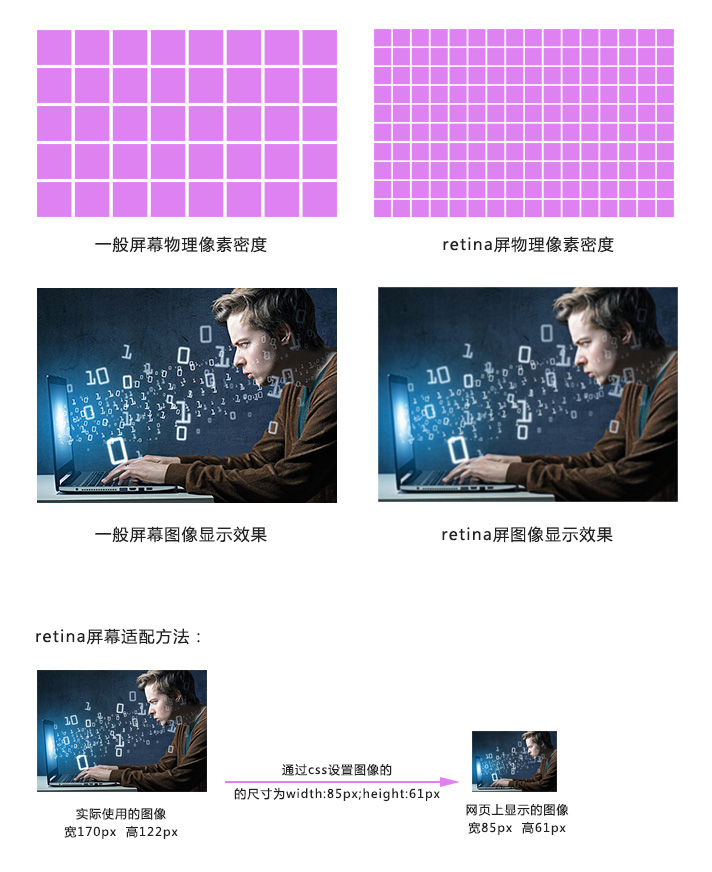 一般屏幕物理像素密度
retina屏物理像素密度
一般屏幕图像显示效果
retina屏图像显示效果
retina屏幕适配方法：
通过css设置图像的
的尺寸为width:85px;height:61px
实际使用的图像
宽170px 高122px
网页上显示的图像
宽85px 高61px